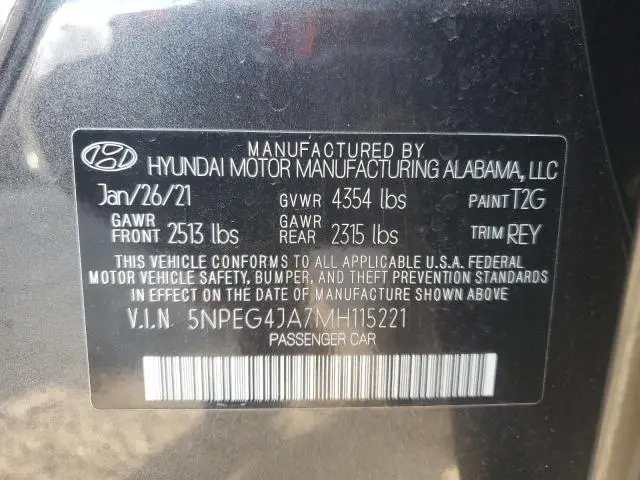 MANUFACTURED BY
HYUNDAI MOTOR MANUFACTURING ALABAMA, LLC
Jan/26/21 GVWR 4354 lbs PAINT T2G
GAWR FRONT 2513 lbs GAWR REAR 2315 lbs TRIM REY
THIS VEHICLE CONFORMS TO ALL APPLICABLE U.S.A. FEDERAL
MOTOR VEHICLE SAFETY, BUMPER, AND THEFT PREVENTION STANDARDS
IN EFFECT ON THE DATE OF MANUFACTURE SHOWN ABOVE.
V.I.N 5NPEG4JA7MH115221
PASSENGER CAR